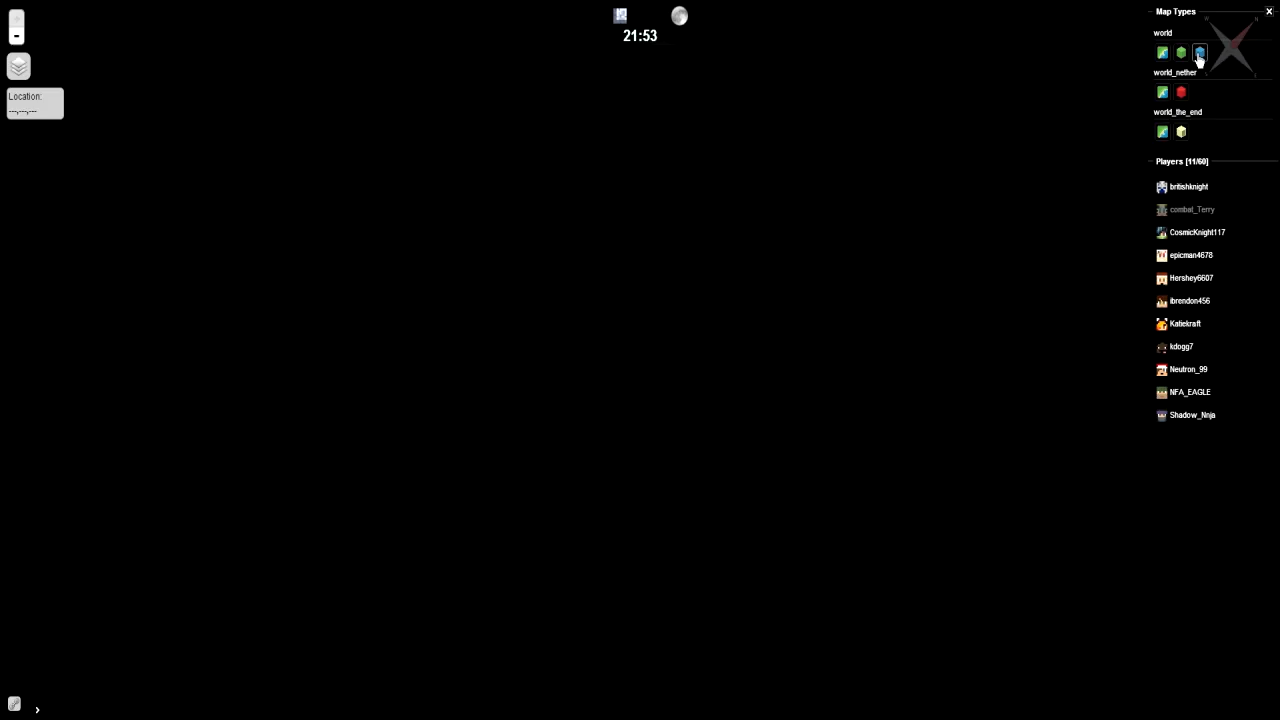 Map Types
21:53
world
world_nether
Location:
---,---,---
world_the_end
Players [11/60]
britishknight
combat_Terry
CosmicKnight117
epicman4678
Hershey6607
ibrendon456
Katiekraft
kdogg7
Neutron_99
NFA_EAGLE
Shadow_Nnja